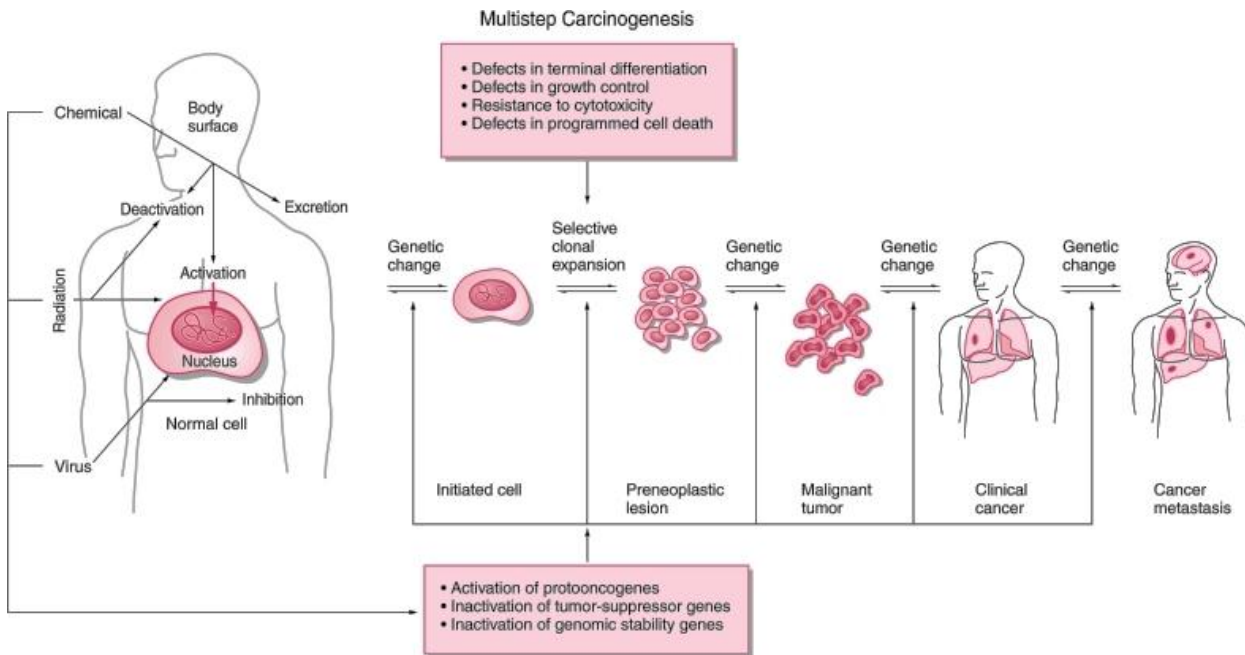 Multistep Carcinogenesis
• Defects in terminal differentiation
• Defects in growth control
• Resistance to cytotoxicity
• Defects in programmed cell death
Chemical
Body
surface
Deactivation
Excretion
Activation
Radiation
Nucleus
Inhibition
Normal cell
Virus
Genetic
change
Selective
clonal
expansion
Genetic
change
Genetic
change
Genetic
change
Initiated cell
Preneoplastic
lesion
Malignant
tumor
Clinical
cancer
Cancer
metastasis
• Activation of protooncogenes
• Inactivation of tumor-suppressor genes
• Inactivation of genomic stability genes